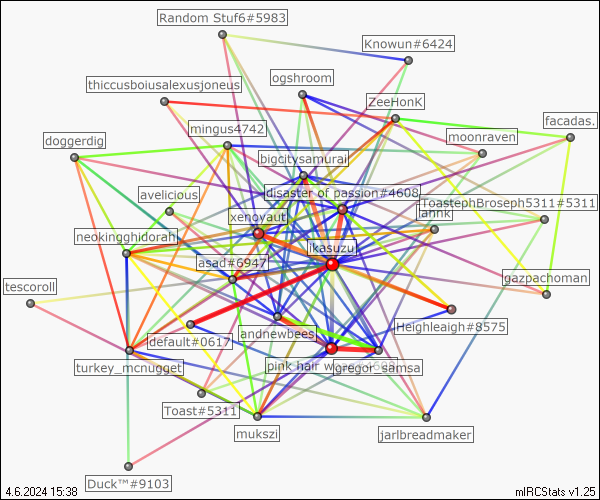 Random Stuf6#5983
Knowun#6424
ogshroom
thiccusboiusalexusjoneus
ZeeHonK
facadas.
mingus4742
moonraven
doggerdig
bigcitysamurai
avelicious
disaster of passion#4608
ToastephBroseph5311#5311
xenoyaut
iannk
neokingghidorah
ikasuzu
asad#6947
gazpachoman
tescoroll
default#0617
andnewbees
Heighleaigh#8575
turkey_mcnugget
pink hair
gregor_samsa
Toast#5311
mukszi
jarlbreadmaker
Duck™#9103
4.6.2024 15:38
mIRCStats v1.25